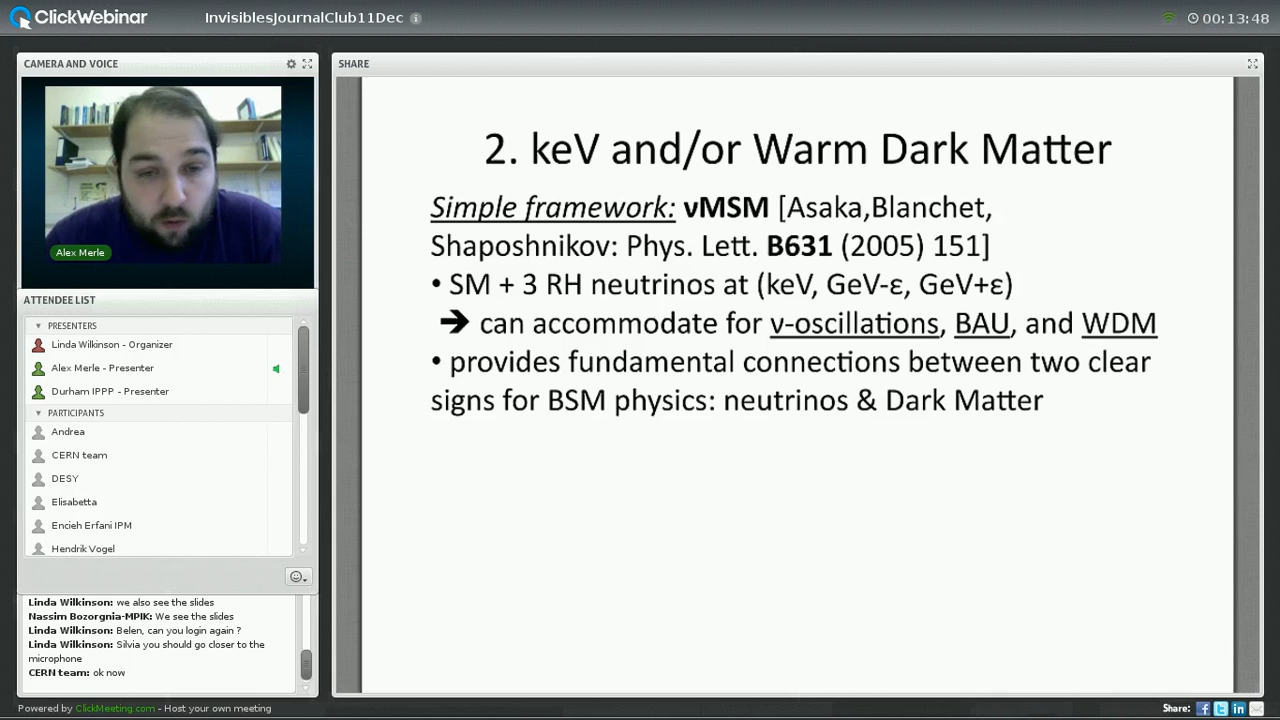 ClickWebinar
InvisiblesJournalClub11Dec
00:13:48
CAMERA AND VOICE
Alex Merle
ATTENDEE LIST
PRESENTERS
Linda Wilkinson - Organizer
Alex Merle - Presenter
Durham IPPP - Presenter
PARTICIPANTS
Andrea
CERN team
DESY
Elisabetta
Encieh Erfani IPM
Hendrik Vogel
Linda Wilkinson: we also see the slides
Nassim Bozorgnia-MPIK: We see the slides
Linda Wilkinson: Belen, can you login again ?
Linda Wilkinson: Silvia you should go closer to the
microphone
CERN team: ok now
SHARE
2. keV and/or Warm Dark Matter
Simple framework: νMSM [Asaka,Blanchet,
Shaposhnikov: Phys. Lett. B631 (2005) 151]
• SM + 3 RH neutrinos at (keV, GeV-ε, GeV+ε)
➔ can accommodate for ν-oscillations, BAU, and WDM
• provides fundamental connections between two clear
signs for BSM physics: neutrinos & Dark Matter
Powered by ClickMeeting.com - Host your own meeting
Share: